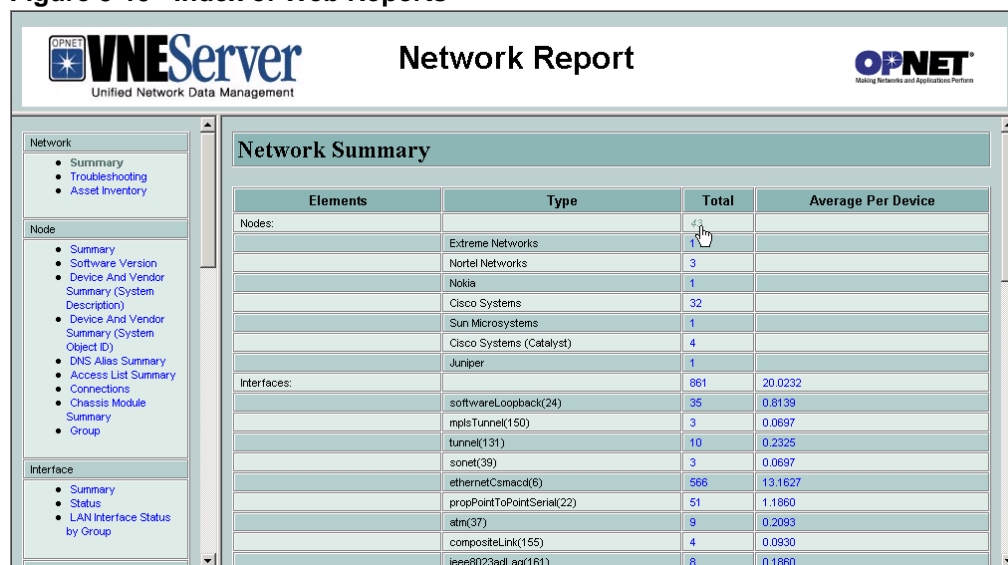 OPNET
VNEServer
Unified Network Data Management
Network Report
OPNET
Making Networks and Applications Perform
Network
Summary
Troubleshooting
Asset Inventory
Node
Summary
Software Version
Device And Vendor
Summary (System
Description)
Device And Vendor
Summary (System
Object ID)
DNS Alias Summary
Access List Summary
Connections
Chassis Module
Summary
Group
Interface
Summary
Status
LAN Interface Status
by Group
Network Summary
Elements Type Total Average Per Device
Nodes: 43
Extreme Networks 1
Nortel Networks 3
Nokia 1
Cisco Systems 32
Sun Microsystems 1
Cisco Systems (Catalyst) 4
Juniper 1
Interfaces: 861 20.0232
softwareLoopback(24) 35 0.8139
mplsTunnel(150) 3 0.0697
tunnel(131) 10 0.2325
sonet(39) 3 0.0697
ethernetCsmacd(6) 566 13.1627
propPointToPointSerial(22) 51 1.1860
atm(37) 9 0.2093
compositeLink(155) 4 0.0930
ieee8023adLag(161) 8 0.1860